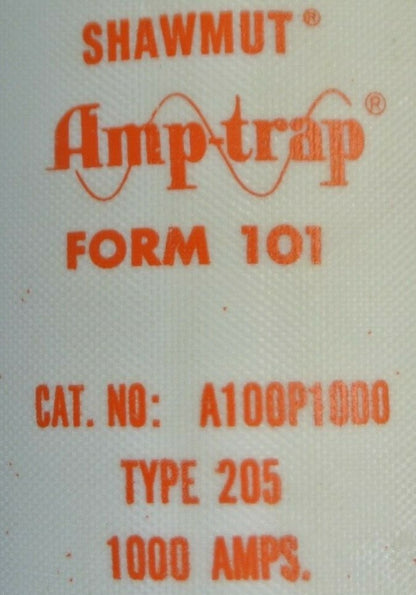 SHAWMUT®
Amp-trap®
FORM 101
CAT. NO: A100P1000
TYPE 205
1000 AMPS.